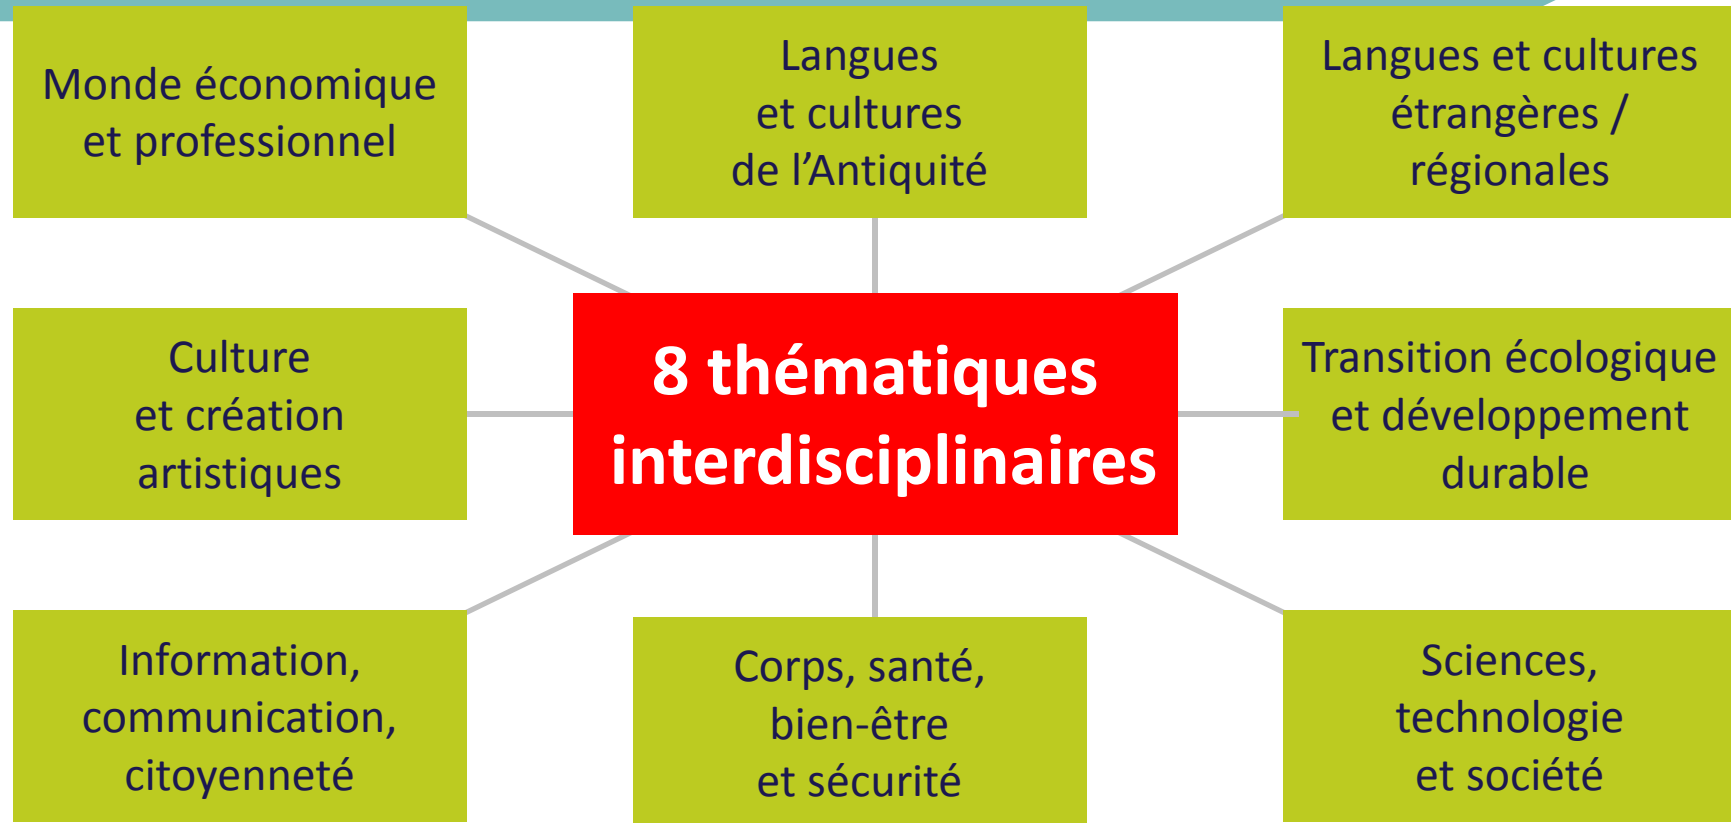 Monde économique
et professionnel
Langues
et cultures
de l’Antiquité
Langues et cultures
étrangères /
régionales
Culture
et création
artistiques
8 thématiques
interdisciplinaires
Transition écologique
et développement
durable
Information,
communication,
citoyenneté
Corps, santé,
bien-être
et sécurité
Sciences,
technologie
et société